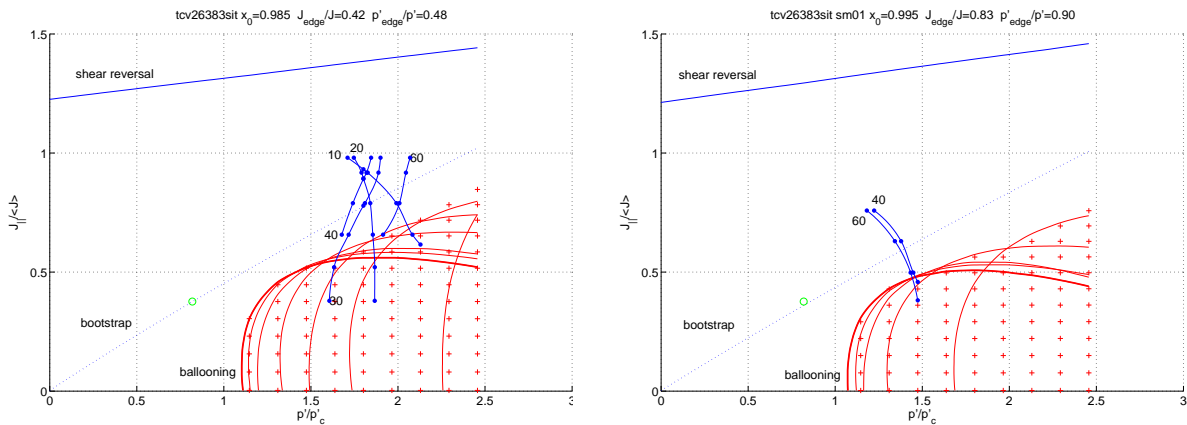 tcv26383sit x0=0.985 Jedge/J=0.42 p'edge/p'=0.48
1.5
shear reversal
1
10
20
60
J||/<J>
40
0.5
30
bootstrap
ballooning
0
0
0.5
1
1.5
2
2.5
3
p'/p'c
tcv26383sit sm01 x0=0.995 Jedge/J=0.83 p'edge/p'=0.90
1.5
shear reversal
1
40
60
J||/<J>
0.5
bootstrap
ballooning
0
0
0.5
1
1.5
2
2.5
3
p'/p'c